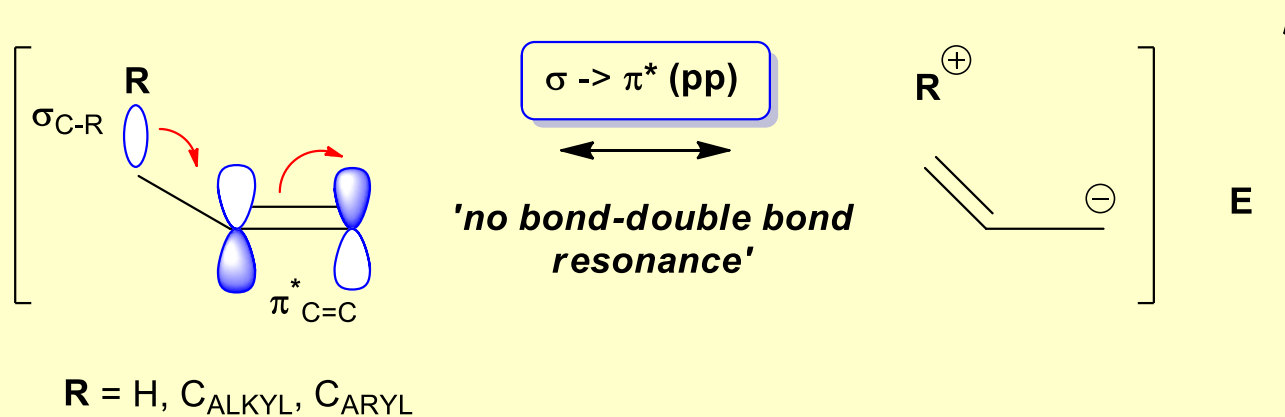 R
σC-R
σ -> π* (pp)
R⊕
'no bond-double bond
resonance'
⊖
E
π*C=C
R = H, CALKYL, CARYL